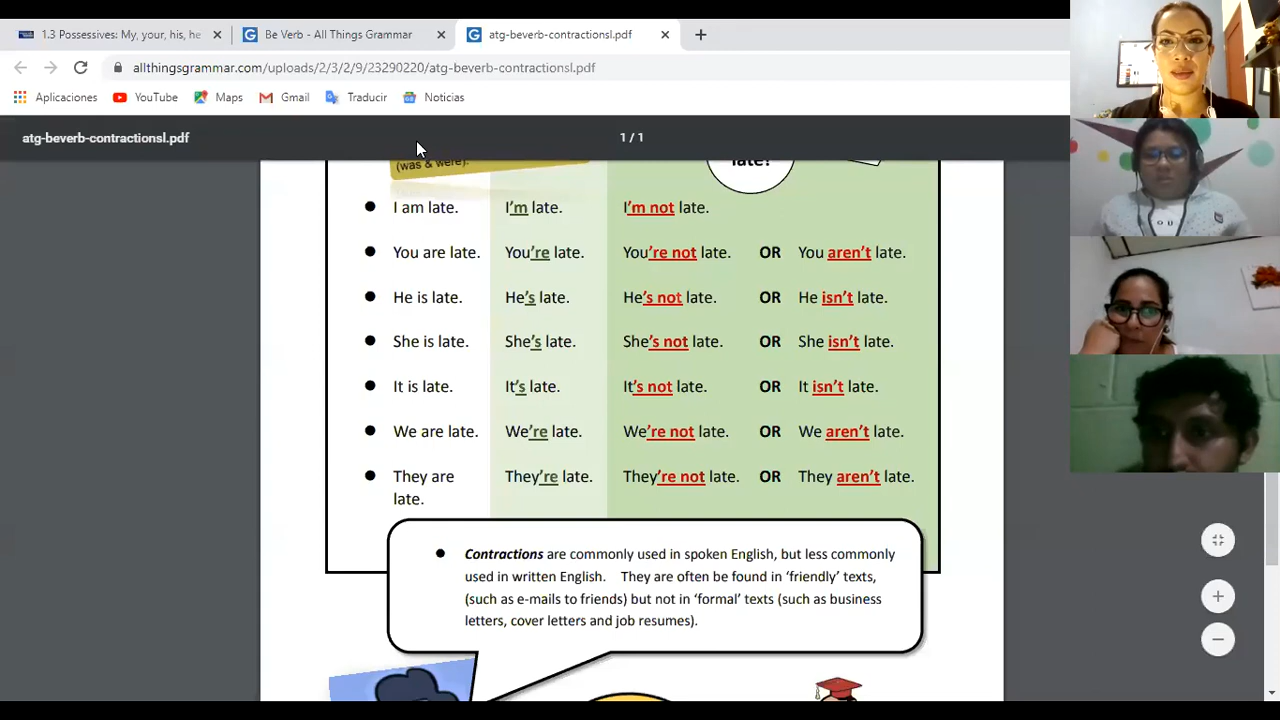 1.3 Possessives: My, your, his, he
Be Verb - All Things Grammar
atg-beverb-contractionsl.pdf
allthingsgrammar.com/uploads/2/3/2/9/23290220/atg-beverb-contractionsl.pdf
Aplicaciones YouTube Maps Gmail Traducir Noticias
atg-beverb-contractionsl.pdf 1 / 1
(was & were).
late?
I am late. I'm late. I'm not late.
You are late. You're late. You're not late. OR You aren't late.
He is late. He's late. He's not late. OR He isn't late.
She is late. She's late. She's not late. OR She isn't late.
It is late. It's late. It's not late. OR It isn't late.
We are late. We're late. We're not late. OR We aren't late.
They are They're late. They're not late. OR They aren't late.
late.
Contractions are commonly used in spoken English, but less commonly
used in written English. They are often be found in 'friendly' texts,
(such as e-mails to friends) but not in 'formal' texts (such as business
letters, cover letters and job resumes).